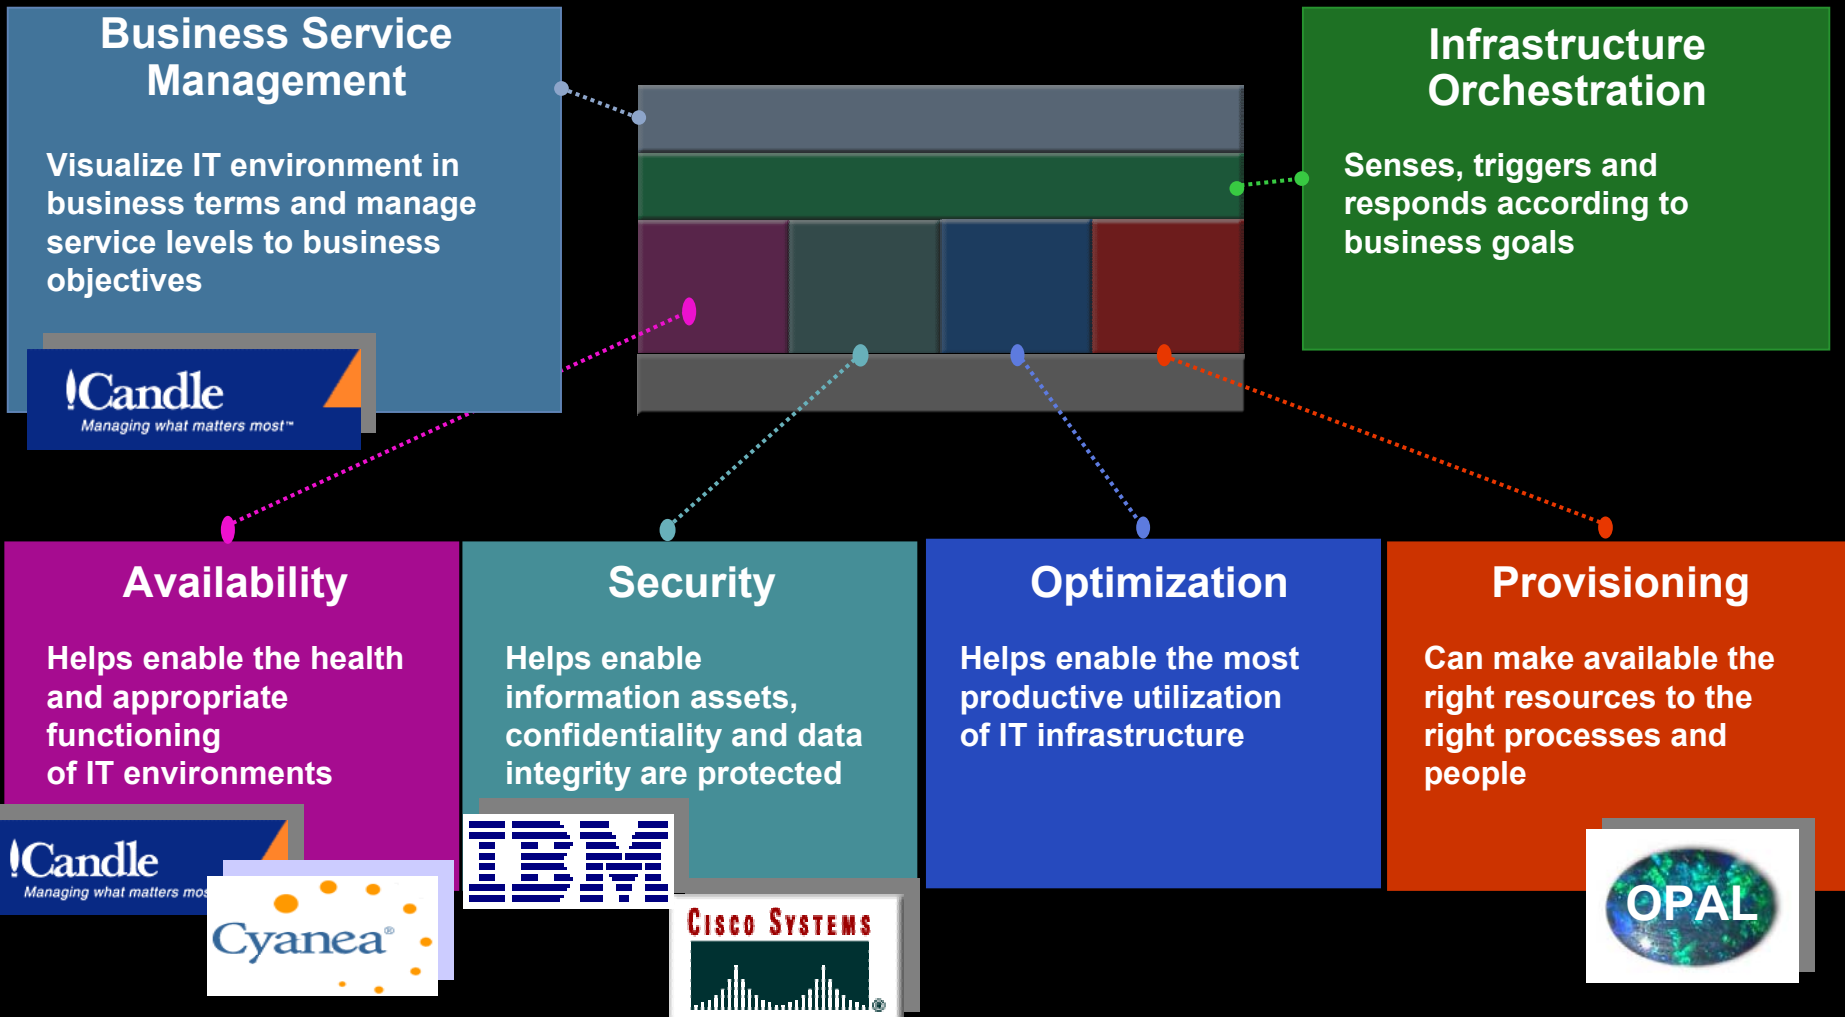 Business Service
Management
Visualize IT environment in
business terms and manage
service levels to business
objectives
Candle
Managing what matters most™
Infrastructure
Orchestration
Senses, triggers and
responds according to
business goals
Availability
Helps enable the health
and appropriate
functioning
of IT environments
Candle
Managing what matters mos
Cyanea®
Security
Helps enable
information assets,
confidentiality and data
integrity are protected
IBM
CISCO SYSTEMS
®
Optimization
Helps enable the most
productive utilization
of IT infrastructure
Provisioning
Can make available the
right resources to the
right processes and
people
OPAL